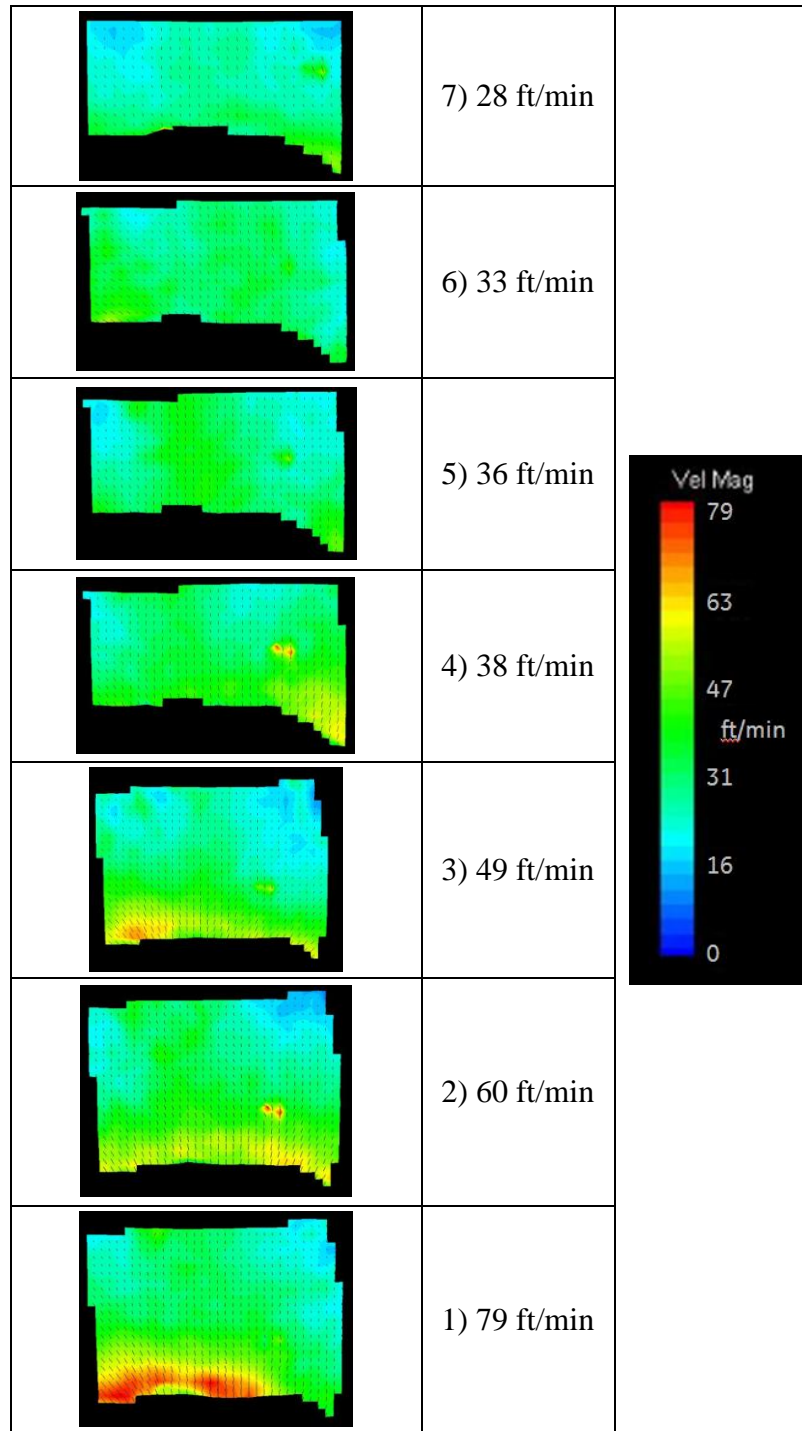 7) 28 ft/min
6) 33 ft/min
5) 36 ft/min
4) 38 ft/min
3) 49 ft/min
2) 60 ft/min
1) 79 ft/min
Vel Mag
79
63
47
ft/min
31
16
0